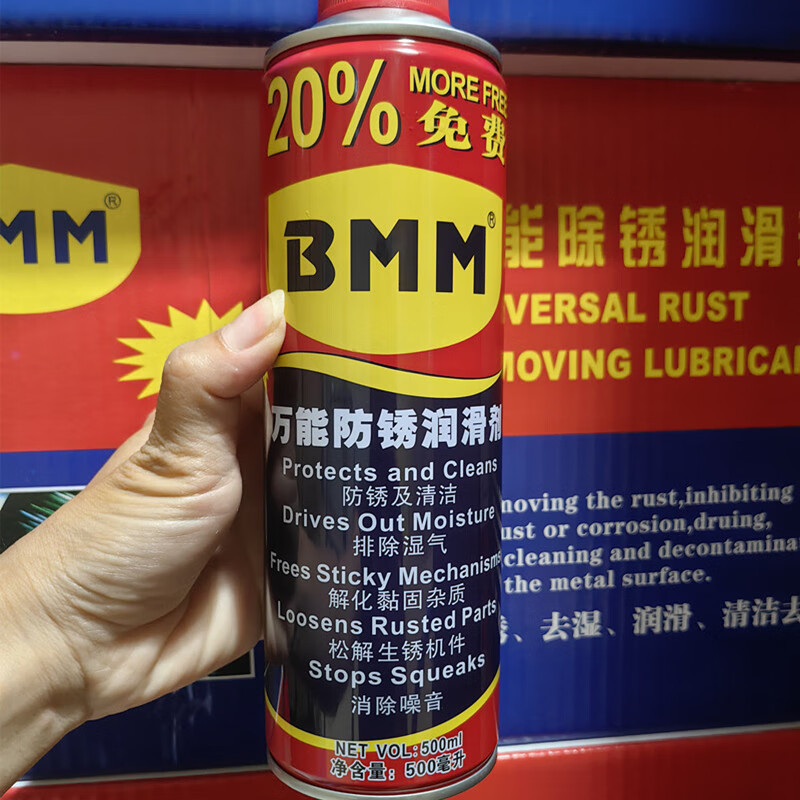 20% MORE FREE
免费
BMM®
万能防锈润滑剂
Protects and Cleans
防锈及清洁
Drives Out Moisture
排除湿气
Frees Sticky Mechanisms
解化黏固杂质
Loosens Rusted Parts
松解生锈机件
Stops Squeaks
消除噪音
NET VOL:500ml
净含量: 500毫升
MM®
能除锈润滑
VERSAL RUST
MOVING LUBRICA
moving the rust,inhibiting
ust or corrosion,druing,
cleaning and decontamina
the metal surface.
、去湿、润滑、清洁去